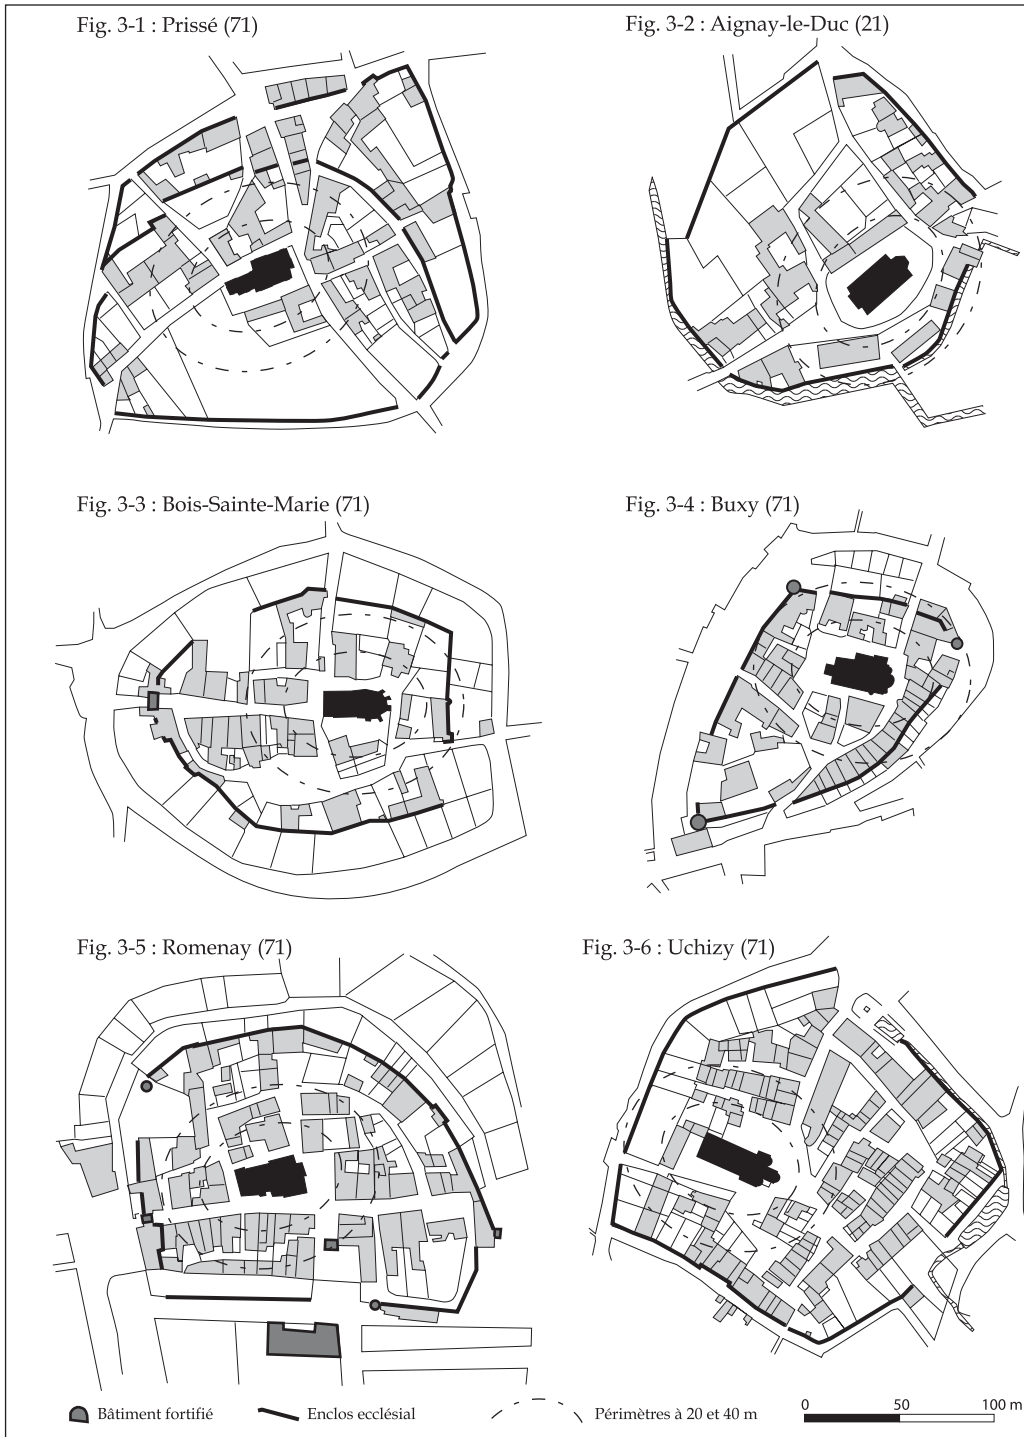 Fig. 3-1 : Prissé (71)
Fig. 3-2 : Aignay-le-Duc (21)
Fig. 3-3 : Bois-Sainte-Marie (71)
Fig. 3-4 : Buxy (71)
Fig. 3-5 : Romenay (71)
Fig. 3-6 : Uchizy (71)
Bâtiment fortifié
Enclos ecclésial
Périmètres à 20 et 40 m
0 50 100 m